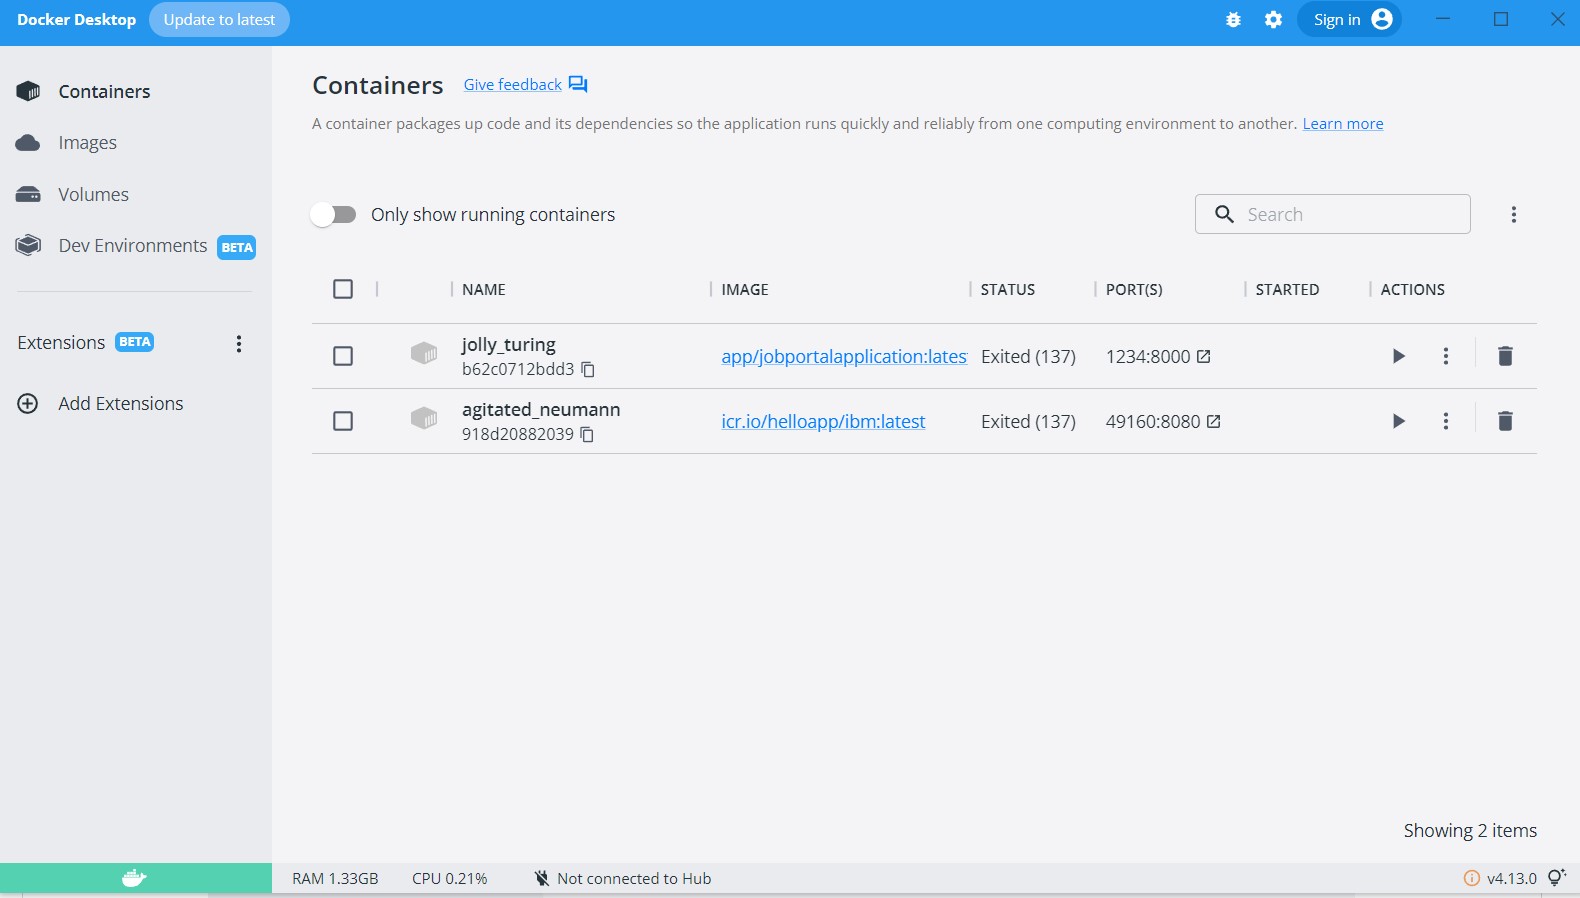 Docker Desktop Update to latest Sign in
Containers
Images
Volumes
Dev Environments BETA
Extensions BETA
Add Extensions
Containers Give feedback
A container packages up code and its dependencies so the application runs quickly and reliably from one computing environment to another. Learn more
Only show running containers Search
NAME IMAGE STATUS PORT(S) STARTED ACTIONS
jolly_turing
b62c0712bdd3 app/jobportalapplication:lates Exited (137) 1234:8000
agitated_neumann
918d20882039 icr.io/helloapp/ibm:latest Exited (137) 49160:8080
Showing 2 items
RAM 1.33GB CPU 0.21% Not connected to Hub v4.13.0